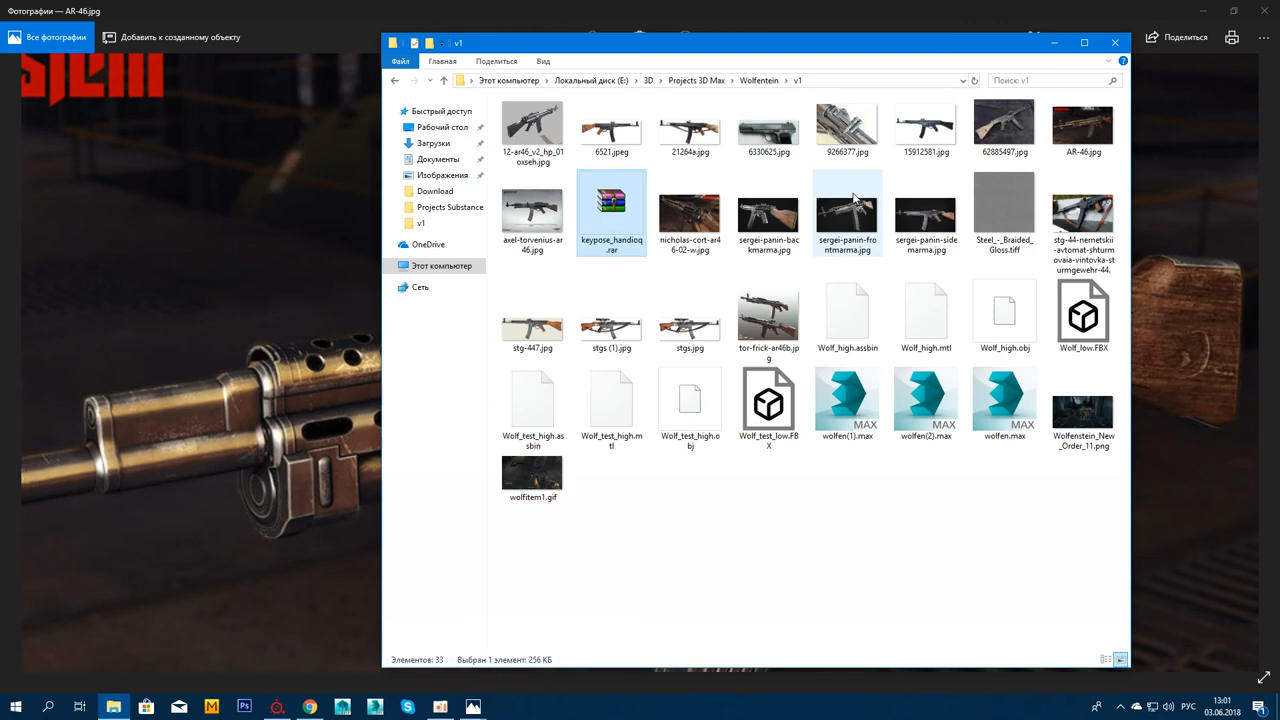 Фотографии — AR-46.jpg
Все фотографии
Добавить к созданному объекту
Поделиться
v1
Файл
Главная
Поделиться
Вид
Этот компьютер > Локальный диск (E:) > 3D > Projects 3D Max > Wolfentein > v1
Поиск: v1
Быстрый доступ
Рабочий стол
Загрузки
Документы
Изображения
Download
Projects Substance
v1
OneDrive
Этот компьютер
Сеть
12-ar46_v2_hp_01
oxseh.jpg
6521.jpeg
21264a.jpg
6330625.jpg
9266377.jpg
15912581.jpg
62885497.jpg
AR-46.jpg
axel-torvenius-ar
46.jpg
keypose_handioq
.rar
nicholas-cort-ar4
6-02-w.jpg
sergei-panin-bac
kmarma.jpg
sergei-panin-fro
ntmarma.jpg
sergei-panin-side
marma.jpg
Steel_-_Braided_
Gloss.tiff
stg-44-nemetskii
-avtomat-shturm
ovaia-vintovka-st
urmgewehr-44.
stg-447.jpg
stgs (1).jpg
stgs.jpg
tor-frick-ar46b.jp
g
Wolf_high.assbin
Wolf_high.mtl
Wolf_high.obj
Wolf_low.FBX
Wolf_test_high.as
sbin
Wolf_test_high.m
tl
Wolf_test_high.o
bj
Wolf_test_low.FB
X
MAX
wolfen(1).max
MAX
wolfen(2).max
MAX
wolfen.max
Wolfenstein_New
_Order_11.png
wolfitem1.gif
Элементов: 33
Выбран 1 элемент: 256 КБ
РУС
13:01
03.06.2018